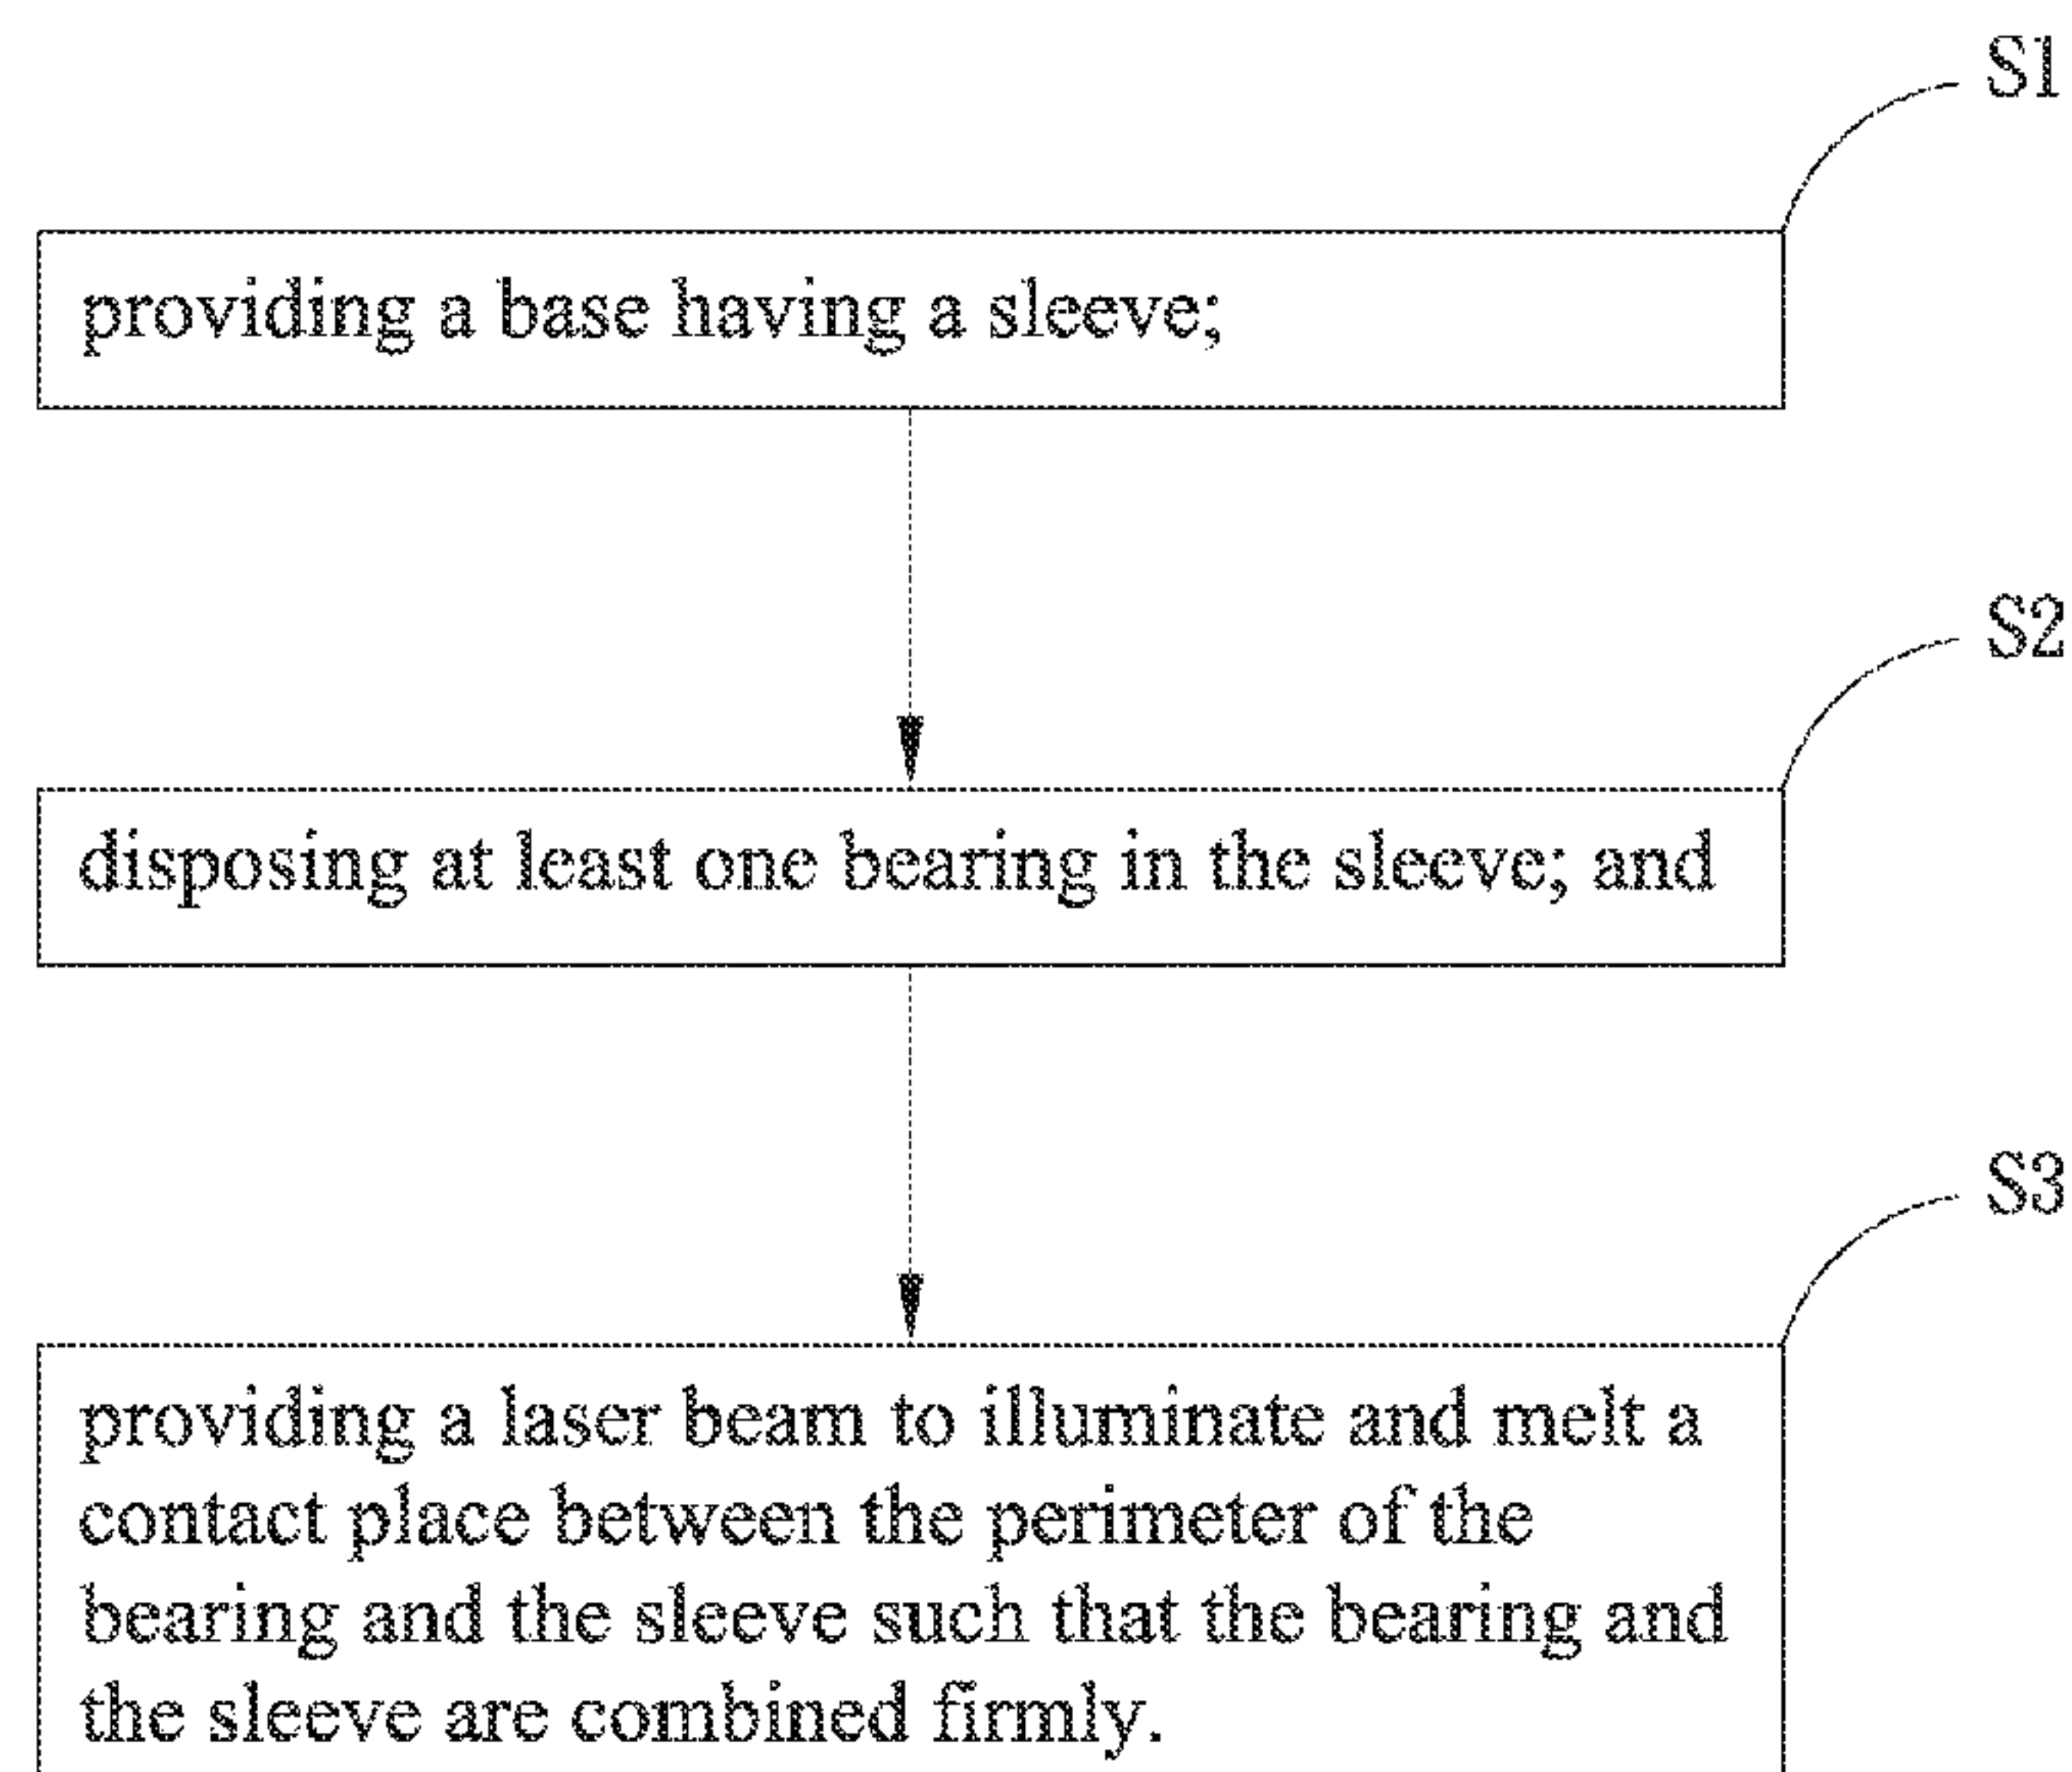 S1
providing a base having a sleeve;
S2
disposing at least one bearing in the sleeve; and
S3
providing a laser beam to illuminate and melt a
contact place between the perimeter of the
bearing and the sleeve such that the bearing and
the sleeve are combined firmly.